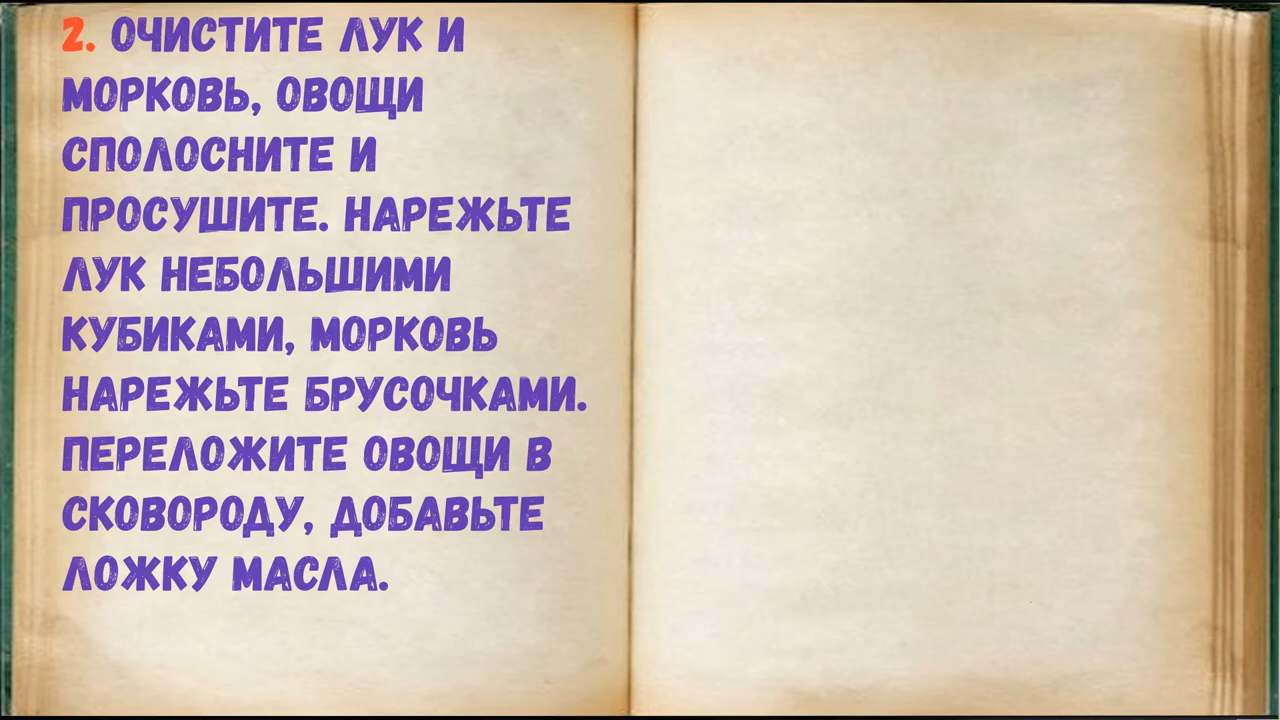 2. ОЧИСТИТЕ ЛУК И
МОРКОВЬ, ОВОЩИ
СПОЛОСНИТЕ И
ПРОСУШИТЕ. НАРЕЖЬТЕ
ЛУК НЕБОЛЬШИМИ
КУБИКАМИ, МОРКОВЬ
НАРЕЖЬТЕ БРУСОЧКАМИ.
ПЕРЕЛОЖИТЕ ОВОЩИ В
СКОВОРОДУ, ДОБАВЬТЕ
ЛОЖКУ МАСЛА.